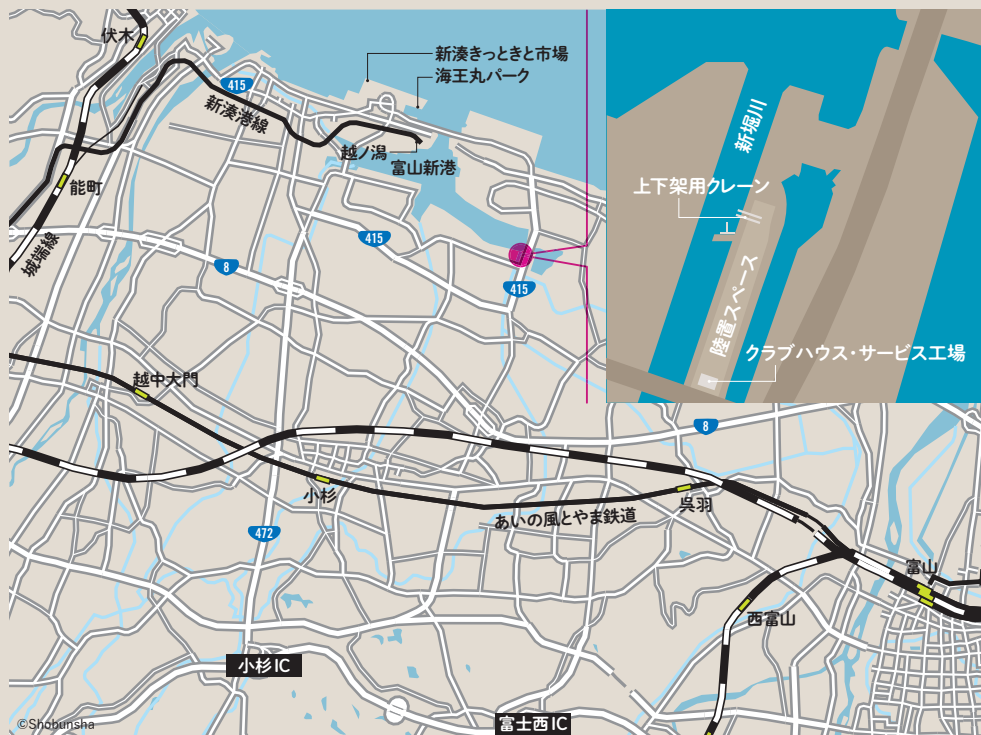 伏木
新湊きっときと市場
海王丸パーク
415
新湊港線
越ノ潟
富山新港
能町
城端線
415
8
415
新堀川
上下架用クレーン
陸置スペース
クラブハウス・サービス工場
越中大門
8
小杉
呉羽
あいの風とやま鉄道
472
富山
西富山
小杉IC
富士西IC
©Shobunsha